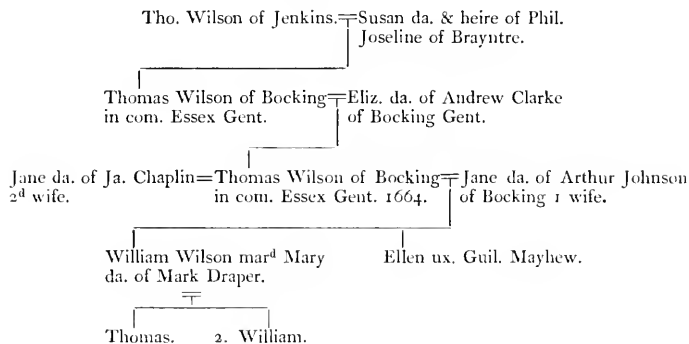 Tho. Wilson of Jenkins.=Susan da. & heire of Phil.
Joseline of Brayntre.
Thomas Wilson of Bocking=Eliz. da. of Andrew Clarke
in com. Essex Gent. of Bocking Gent.
Jane da. of Ja. Chaplin=Thomas Wilson of Bocking=Jane da. of Arthur Johnson
2d wife. in com. Essex Gent. 1664. of Bocking 1 wife.
William Wilson mard Mary Ellen ux. Guil. Mayhew.
da. of Mark Draper.
Thomas. 2. William.